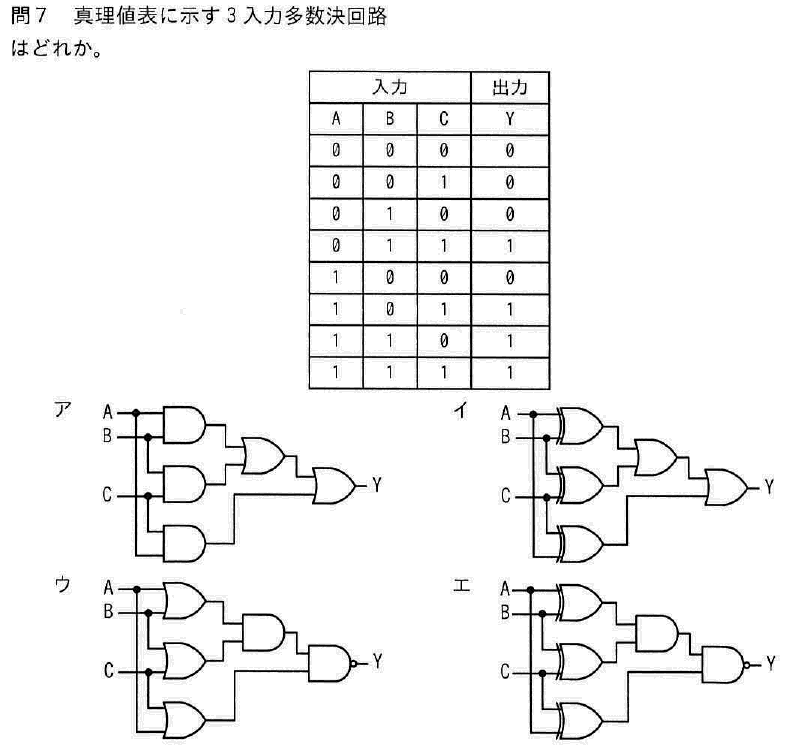 問7 真理値表に示す3入力多数決回路
はどれか。
入力 出力
A B C Y
0 0 0 0
0 0 1 0
0 1 0 0
0 1 1 1
1 0 0 0
1 0 1 1
1 1 0 1
1 1 1 1
ア A B C Y
イ A B C Y
ウ A B C Y
エ A B C Y